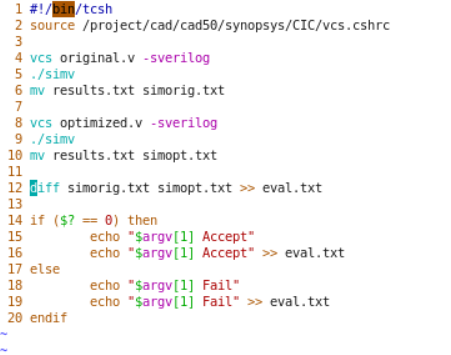 1 #!/bin/tcsh
2 source /project/cad/cad50/synopsys/CIC/vcs.cshrc
3
4 vcs original.v -sverilog
5 ./simv
6 mv results.txt simorig.txt
7
8 vcs optimized.v -sverilog
9 ./simv
10 mv results.txt simopt.txt
11
12 diff simorig.txt simopt.txt >> eval.txt
13
14 if ($? == 0) then
15         echo "$argv[1] Accept"
16         echo "$argv[1] Accept" >> eval.txt
17 else
18         echo "$argv[1] Fail"
19         echo "$argv[1] Fail" >> eval.txt
20 endif
~
~